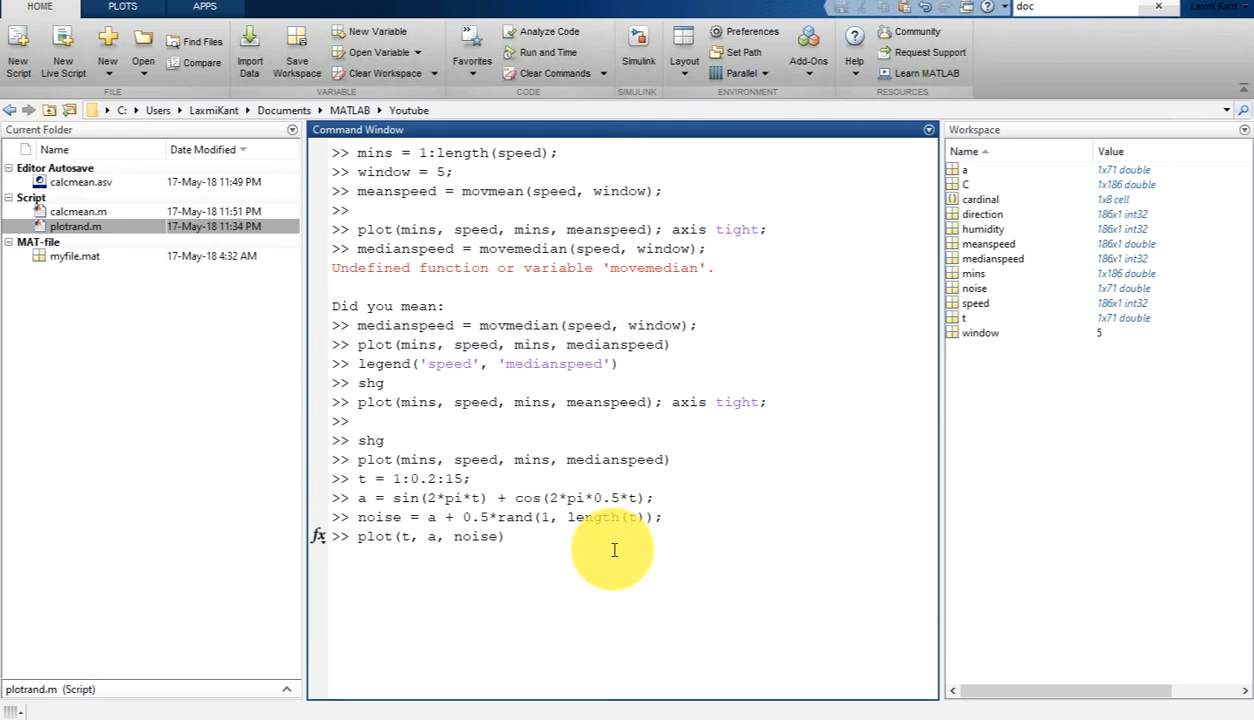 HOME PLOTS APPS
doc
Laxmi Kant
New Script
New Live Script
New
Open
Find Files
Compare
Import Data
Save Workspace
New Variable
Open Variable
Clear Workspace
Favorites
Analyze Code
Run and Time
Clear Commands
Simulink
Layout
Preferences
Set Path
Parallel
Add-Ons
Help
Community
Request Support
Learn MATLAB
FILE VARIABLE CODE SIMULINK ENVIRONMENT RESOURCES
C: Users LaxmiKant Documents MATLAB Youtube
Current Folder
Name Date Modified
Editor Autosave
calcmean.asv 17-May-18 11:49 PM
Script
calcmean.m 17-May-18 11:51 PM
plotrand.m 17-May-18 11:34 PM
MAT-file
myfile.mat 17-May-18 4:32 AM
plotrand.m (Script)
Command Window
>> mins = 1:length(speed);
>> window = 5;
>> meanspeed = movmean(speed, window);
>>
>> plot(mins, speed, mins, meanspeed); axis tight;
>> medianspeed = movemedian(speed, window);
Undefined function or variable 'movemedian'.
Did you mean:
>> medianspeed = movmedian(speed, window);
>> plot(mins, speed, mins, medianspeed)
>> legend('speed', 'medianspeed')
>> shg
>> plot(mins, speed, mins, meanspeed); axis tight;
>>
>> shg
>> plot(mins, speed, mins, medianspeed)
>> t = 1:0.2:15;
>> a = sin(2*pi*t) + cos(2*pi*0.5*t);
>> noise = a + 0.5*rand(1, length(t));
fx >> plot(t, a, noise)
Workspace
Name Value
a 1x71 double
C 1x186 double
cardinal 1x8 cell
direction 186x1 int32
humidity 186x1 int32
meanspeed 186x1 double
medianspeed 186x1 int32
mins 1x186 double
noise 1x71 double
speed 186x1 int32
t 1x71 double
window 5